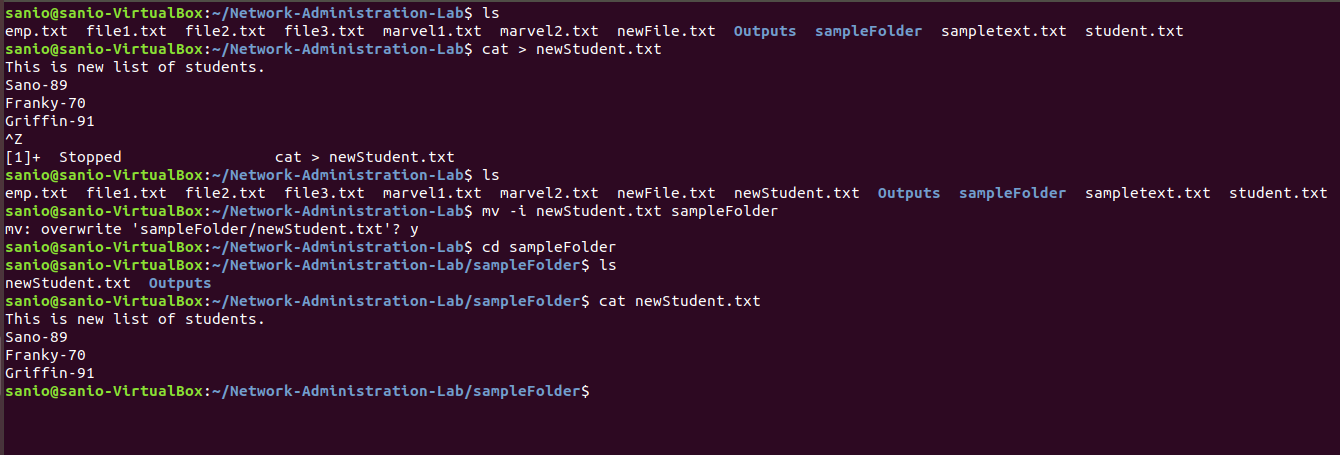 sanio@sanio-VirtualBox:~/Network-Administration-Lab$ ls
emp.txt  file1.txt  file2.txt  file3.txt  marvel1.txt  marvel2.txt  newFile.txt  Outputs  sampleFolder  sampletext.txt  student.txt
sanio@sanio-VirtualBox:~/Network-Administration-Lab$ cat > newStudent.txt
This is new list of students.
Sano-89
Franky-70
Griffin-91
^Z
[1]+  Stopped                 cat > newStudent.txt
sanio@sanio-VirtualBox:~/Network-Administration-Lab$ ls
emp.txt  file1.txt  file2.txt  file3.txt  marvel1.txt  marvel2.txt  newFile.txt  newStudent.txt  Outputs  sampleFolder  sampletext.txt  student.txt
sanio@sanio-VirtualBox:~/Network-Administration-Lab$ mv -i newStudent.txt sampleFolder
mv: overwrite 'sampleFolder/newStudent.txt'? y
sanio@sanio-VirtualBox:~/Network-Administration-Lab$ cd sampleFolder
sanio@sanio-VirtualBox:~/Network-Administration-Lab/sampleFolder$ ls
newStudent.txt  Outputs
sanio@sanio-VirtualBox:~/Network-Administration-Lab/sampleFolder$ cat newStudent.txt
This is new list of students.
Sano-89
Franky-70
Griffin-91
sanio@sanio-VirtualBox:~/Network-Administration-Lab/sampleFolder$